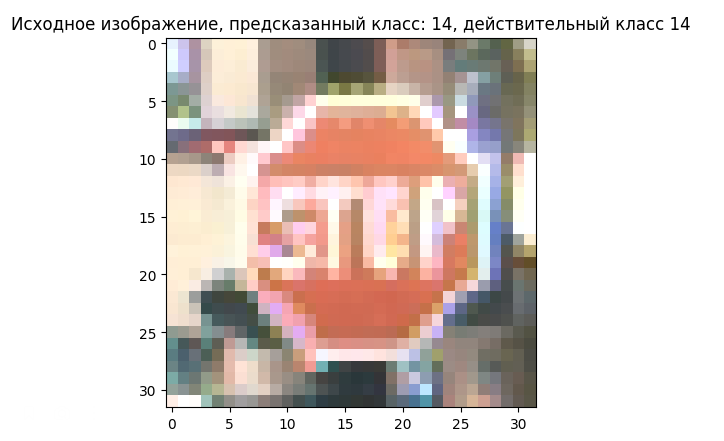 Исходное изображение, предсказанный класс: 14, действительный класс 14
0
5
10
15
20
25
30
STOP
0 5 10 15 20 25 30